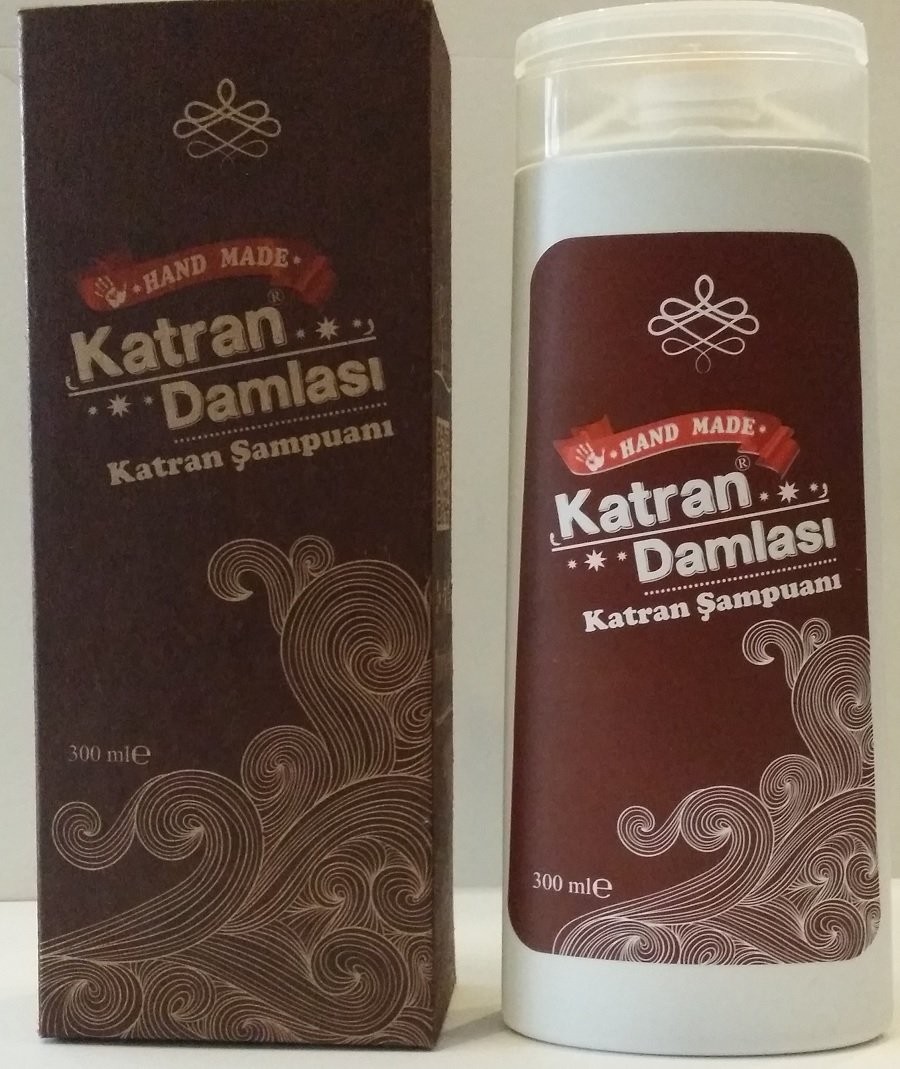 HAND MADE
Katran ®
Damlası
Katran Şampuanı
300 ml℮
HAND MADE
Katran ®
Damlası
Katran Şampuanı
300 ml℮